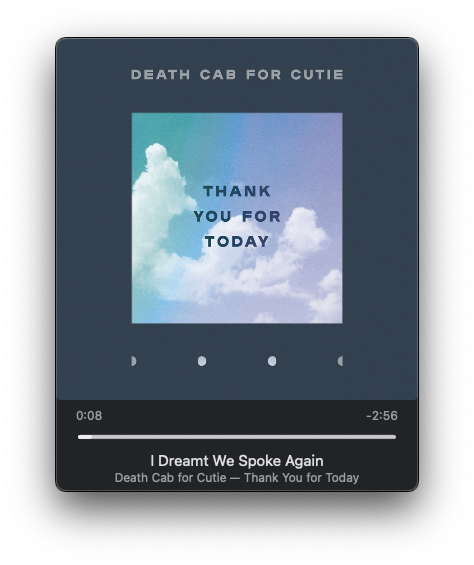 DEATH CAB FOR CUTIE
THANK
YOU FOR
TODAY
0:08
-2:56
I Dreamt We Spoke Again
Death Cab for Cutie — Thank You for Today